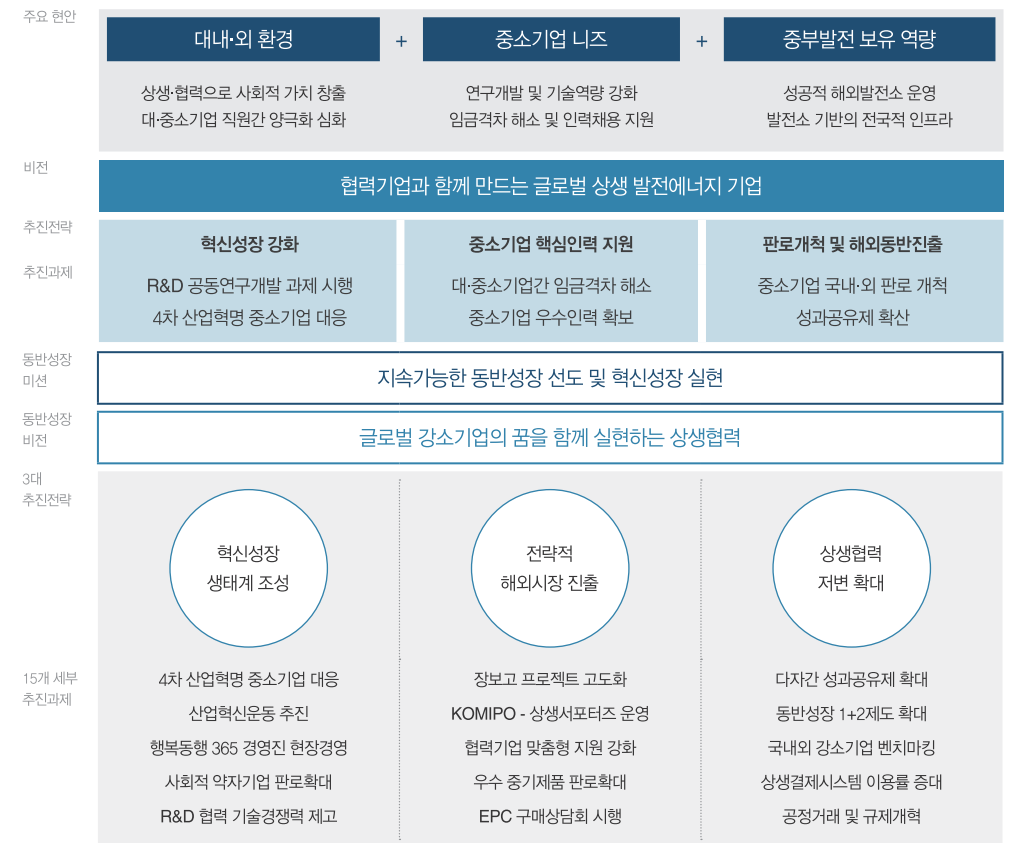 주요 현안
대내·외 환경 + 중소기업 니즈 + 중부발전 보유 역량
상생·협력으로 사회적 가치 창출
대·중소기업 직원간 양극화 심화
연구개발 및 기술역량 강화
임금격차 해소 및 인력채용 지원
성공적 해외발전소 운영
발전소 기반의 전국적 인프라
비전
협력기업과 함께 만드는 글로벌 상생 발전에너지 기업
추진전략
혁신성장 강화
중소기업 핵심인력 지원
판로개척 및 해외동반진출
추진과제
R&D 공동연구개발 과제 시행
4차 산업혁명 중소기업 대응
대·중소기업간 임금격차 해소
중소기업 우수인력 확보
중소기업 국내·외 판로 개척
성과공유제 확산
동반성장
미션
지속가능한 동반성장 선도 및 혁신성장 실현
동반성장
비전
글로벌 강소기업의 꿈을 함께 실현하는 상생협력
3대
추진전략
혁신성장
생태계 조성
전략적
해외시장 진출
상생협력
저변 확대
15개 세부
추진과제
4차 산업혁명 중소기업 대응
산업혁신운동 추진
행복동행 365 경영진 현장경영
사회적 약자기업 판로확대
R&D 협력 기술경쟁력 제고
장보고 프로젝트 고도화
KOMIPO - 상생서포터즈 운영
협력기업 맞춤형 지원 강화
우수 중기제품 판로확대
EPC 구매상담회 시행
다자간 성과공유제 확대
동반성장 1+2제도 확대
국내외 강소기업 벤치마킹
상생결제시스템 이용률 증대
공정거래 및 규제개혁